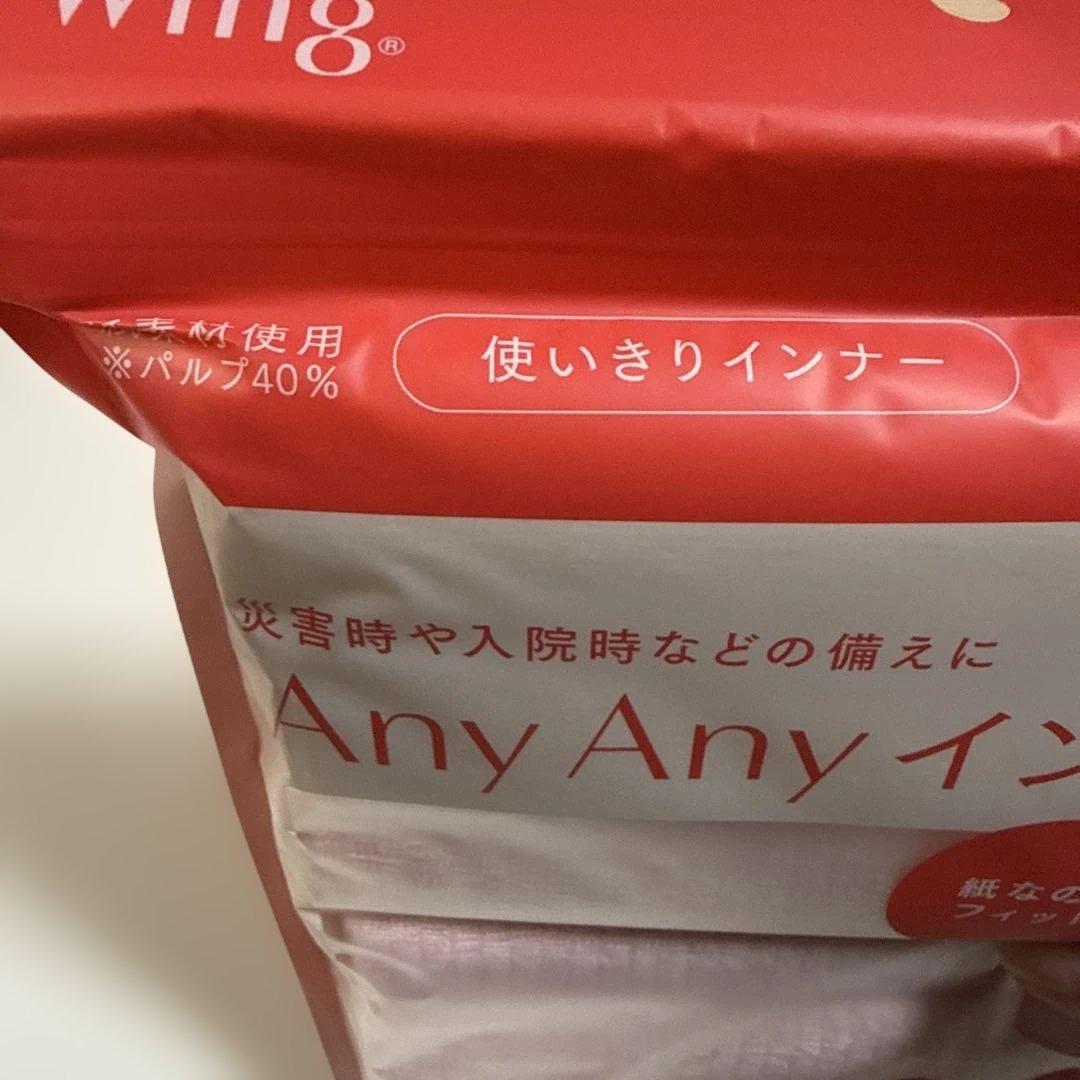 wing®
素材使用
※パルプ40%
使いきりインナー
災害時や入院時などの備えに
Any Any イン
紙なの
フィット